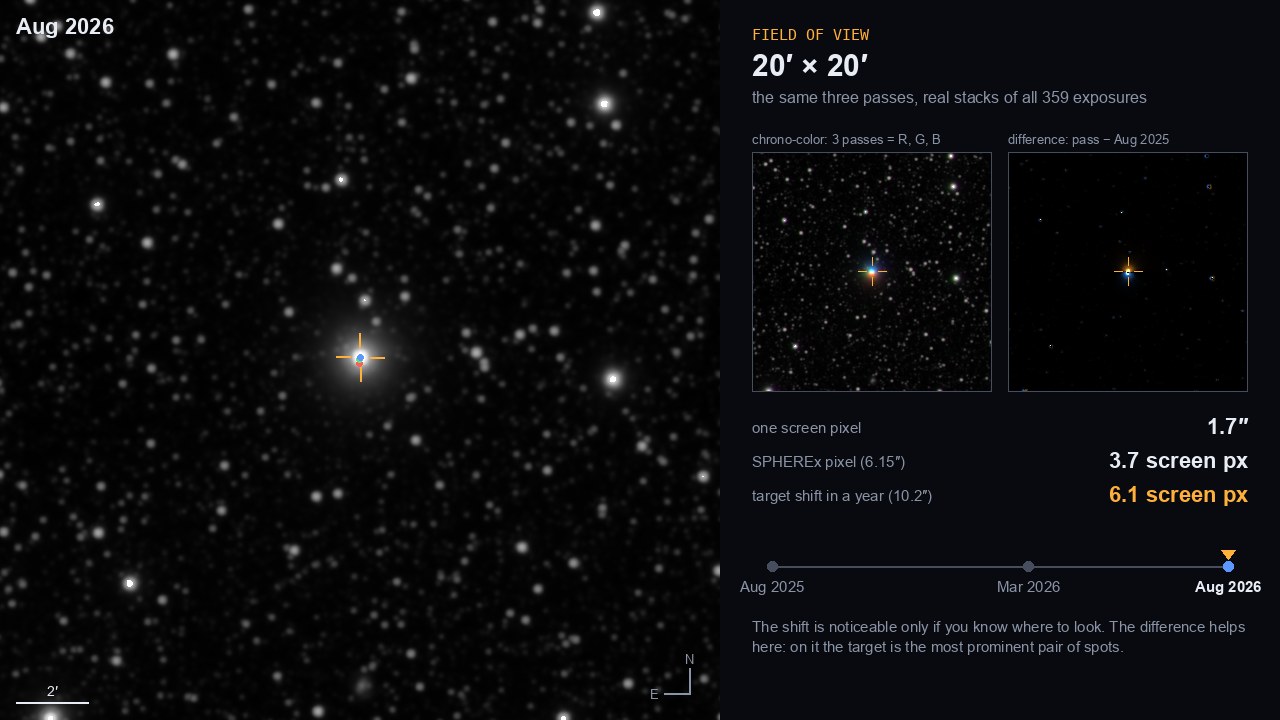 Aug 2026
2′
N
E
FIELD OF VIEW
20′ × 20′
the same three passes, real stacks of all 359 exposures
chrono-color: 3 passes = R, G, B
difference: pass − Aug 2025
one screen pixel
1.7″
SPHEREx pixel (6.15″)
3.7 screen px
target shift in a year (10.2″)
6.1 screen px
Aug 2025
Mar 2026
Aug 2026
The shift is noticeable only if you know where to look. The difference helps
here: on it the target is the most prominent pair of spots.